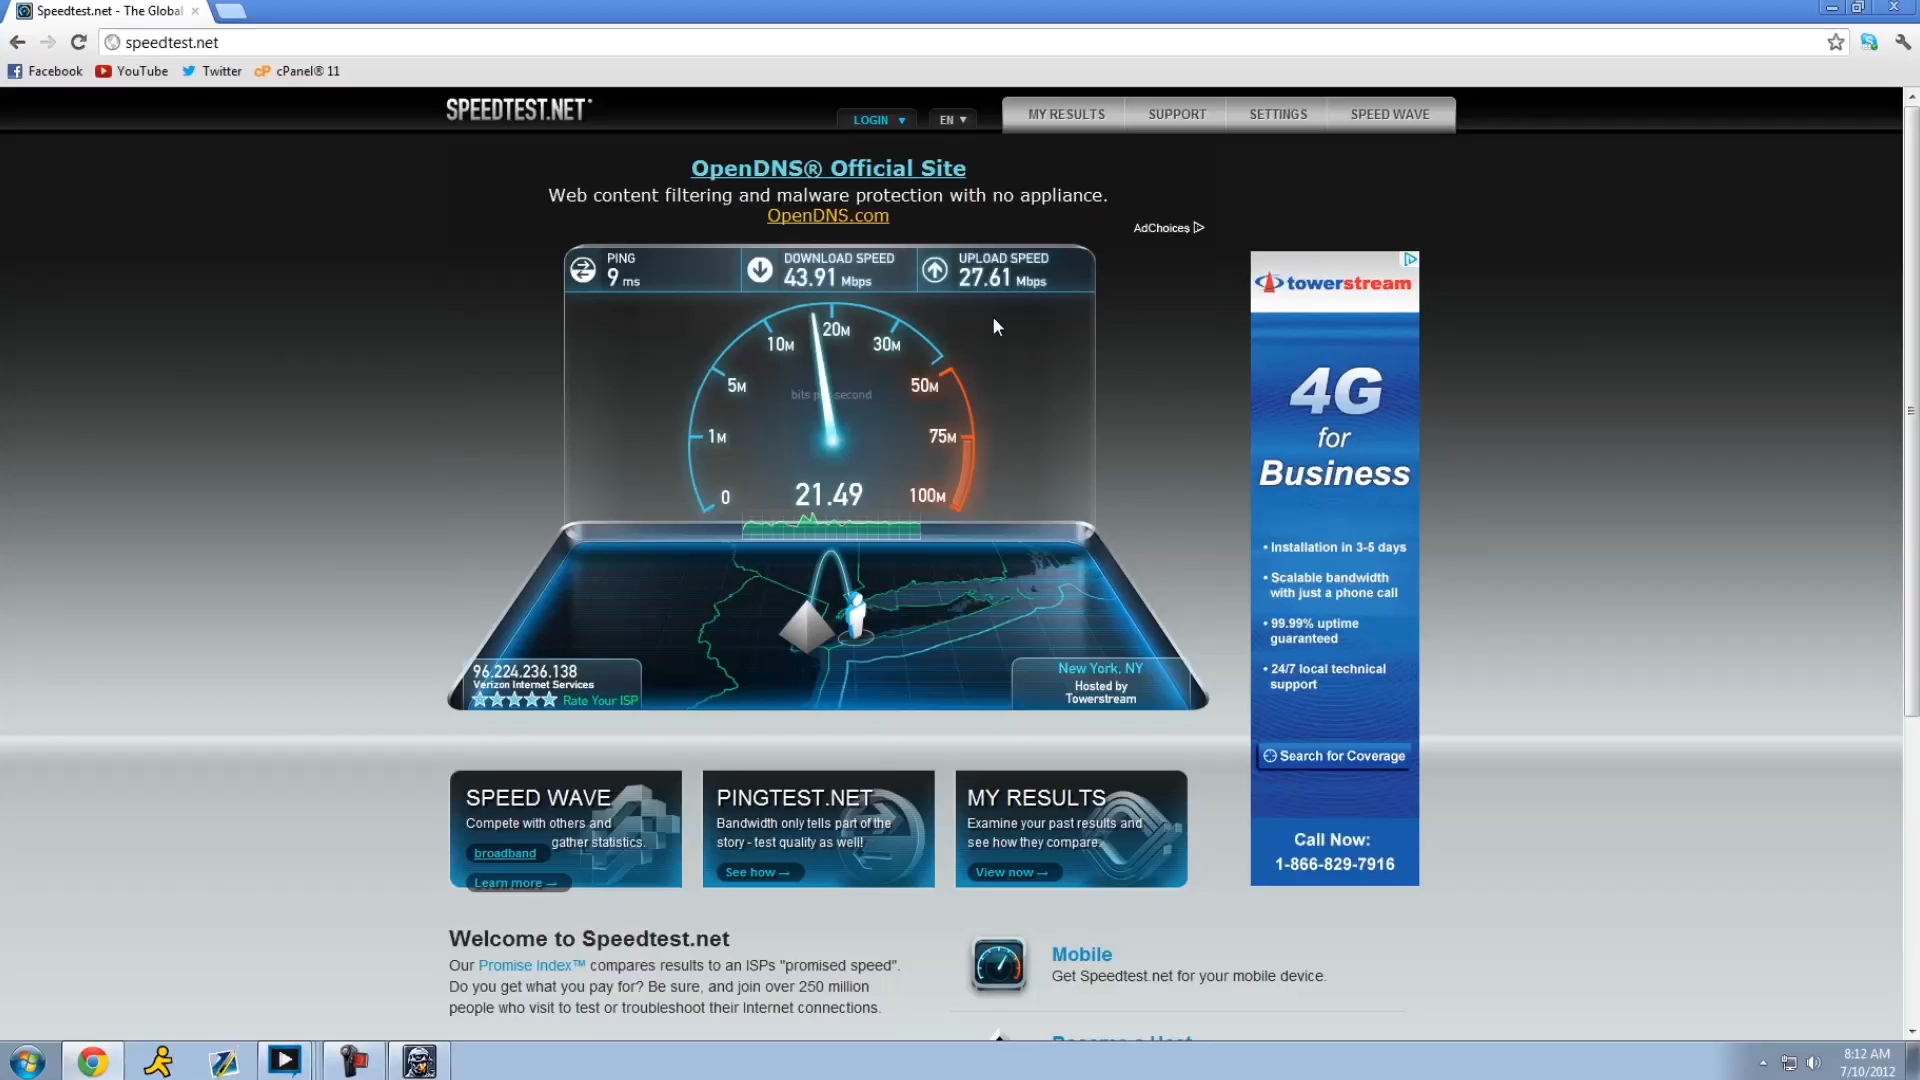 Speedtest.net - The Global
speedtest.net
Facebook YouTube Twitter cP cPanel® 11
SPEEDTEST.NET
LOGIN EN MY RESULTS SUPPORT SETTINGS SPEED WAVE
OpenDNS® Official Site
Web content filtering and malware protection with no appliance.
OpenDNS.com
AdChoices
PING
9 ms
DOWNLOAD SPEED
43.91 Mbps
UPLOAD SPEED
27.61 Mbps
0
1M
5M
10M
20M
30M
50M
75M
100M
21.49
96.224.236.138
Verizon Internet Services
Rate Your ISP
New York, NY
Hosted by
Towerstream
towerstream
4G
for
Business
• Installation in 3-5 days
• Scalable bandwidth
with just a phone call
• 99.99% uptime
guaranteed
• 24/7 local technical
support
Search for Coverage
Call Now:
1-866-829-7916
SPEED WAVE
Compete with others and
gather statistics.
broadband
Learn more →
PINGTEST.NET
Bandwidth only tells part of the
story - test quality as well!
See how →
MY RESULTS
Examine your past results and
see how they compare.
View now →
Welcome to Speedtest.net
Our Promise Index™ compares results to an ISPs "promised speed".
Do you get what you pay for? Be sure, and join over 250 million
people who visit to test or troubleshoot their Internet connections.
Mobile
Get Speedtest.net for your mobile device.
8:12 AM
7/10/2012